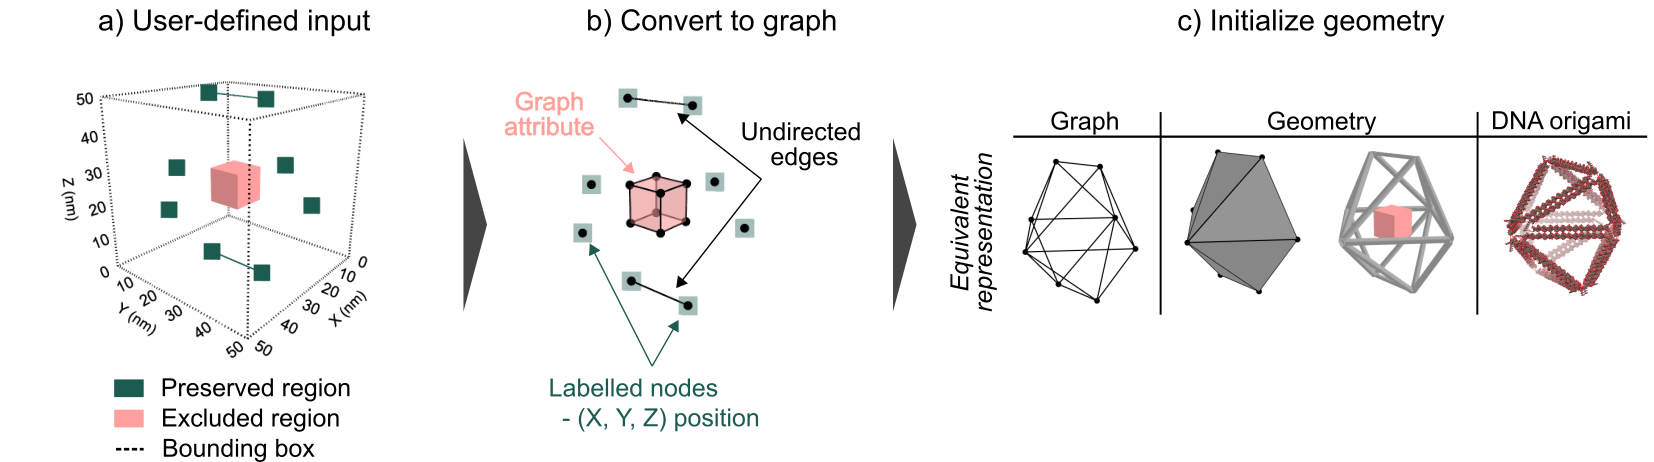 a) User-defined input
b) Convert to graph
c) Initialize geometry
50
40
30
20
10
0
Z (nm)
10
20
30
40
50
Y (nm)
0
10
20
30
40
50
X (nm)
Preserved region
Excluded region
Bounding box
Graph
attribute
Undirected
edges
Labelled nodes
- (X, Y, Z) position
Graph
Geometry
DNA origami
Equivalent
representation